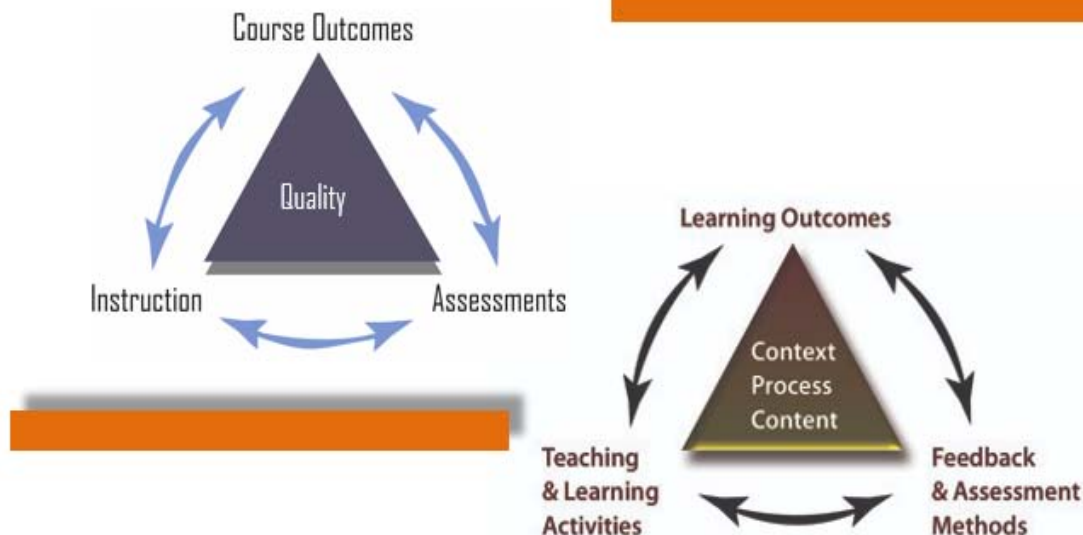 Course Outcomes
Quality
Instruction
Assessments
Learning Outcomes
Context
Process
Content
Teaching
& Learning
Activities
Feedback
& Assessment
Methods